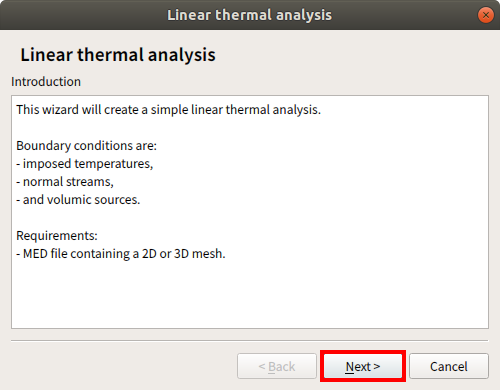 Linear thermal analysis
Linear thermal analysis
Introduction
This wizard will create a simple linear thermal analysis.
Boundary conditions are:
- imposed temperatures,
- normal streams,
- and volumic sources.
Requirements:
- MED file containing a 2D or 3D mesh.
< Back
Next >
Cancel